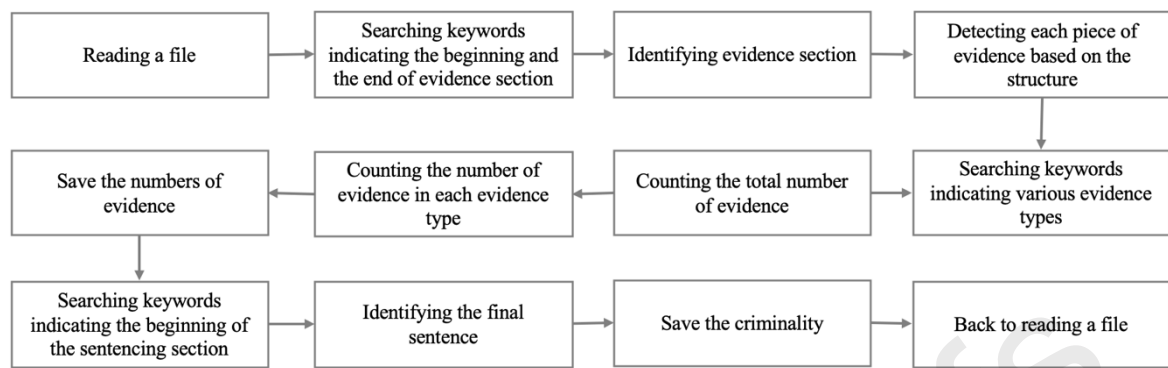 Reading a file
Searching keywords
indicating the beginning and
the end of evidence section
Identifying evidence section
Detecting each piece of
evidence based on the
structure
Save the numbers of
evidence
Counting the number of
evidence in each evidence
type
Counting the total number
of evidence
Searching keywords
indicating various evidence
types
Searching keywords
indicating the beginning of
the sentencing section
Identifying the final
sentence
Save the criminality
Back to reading a file